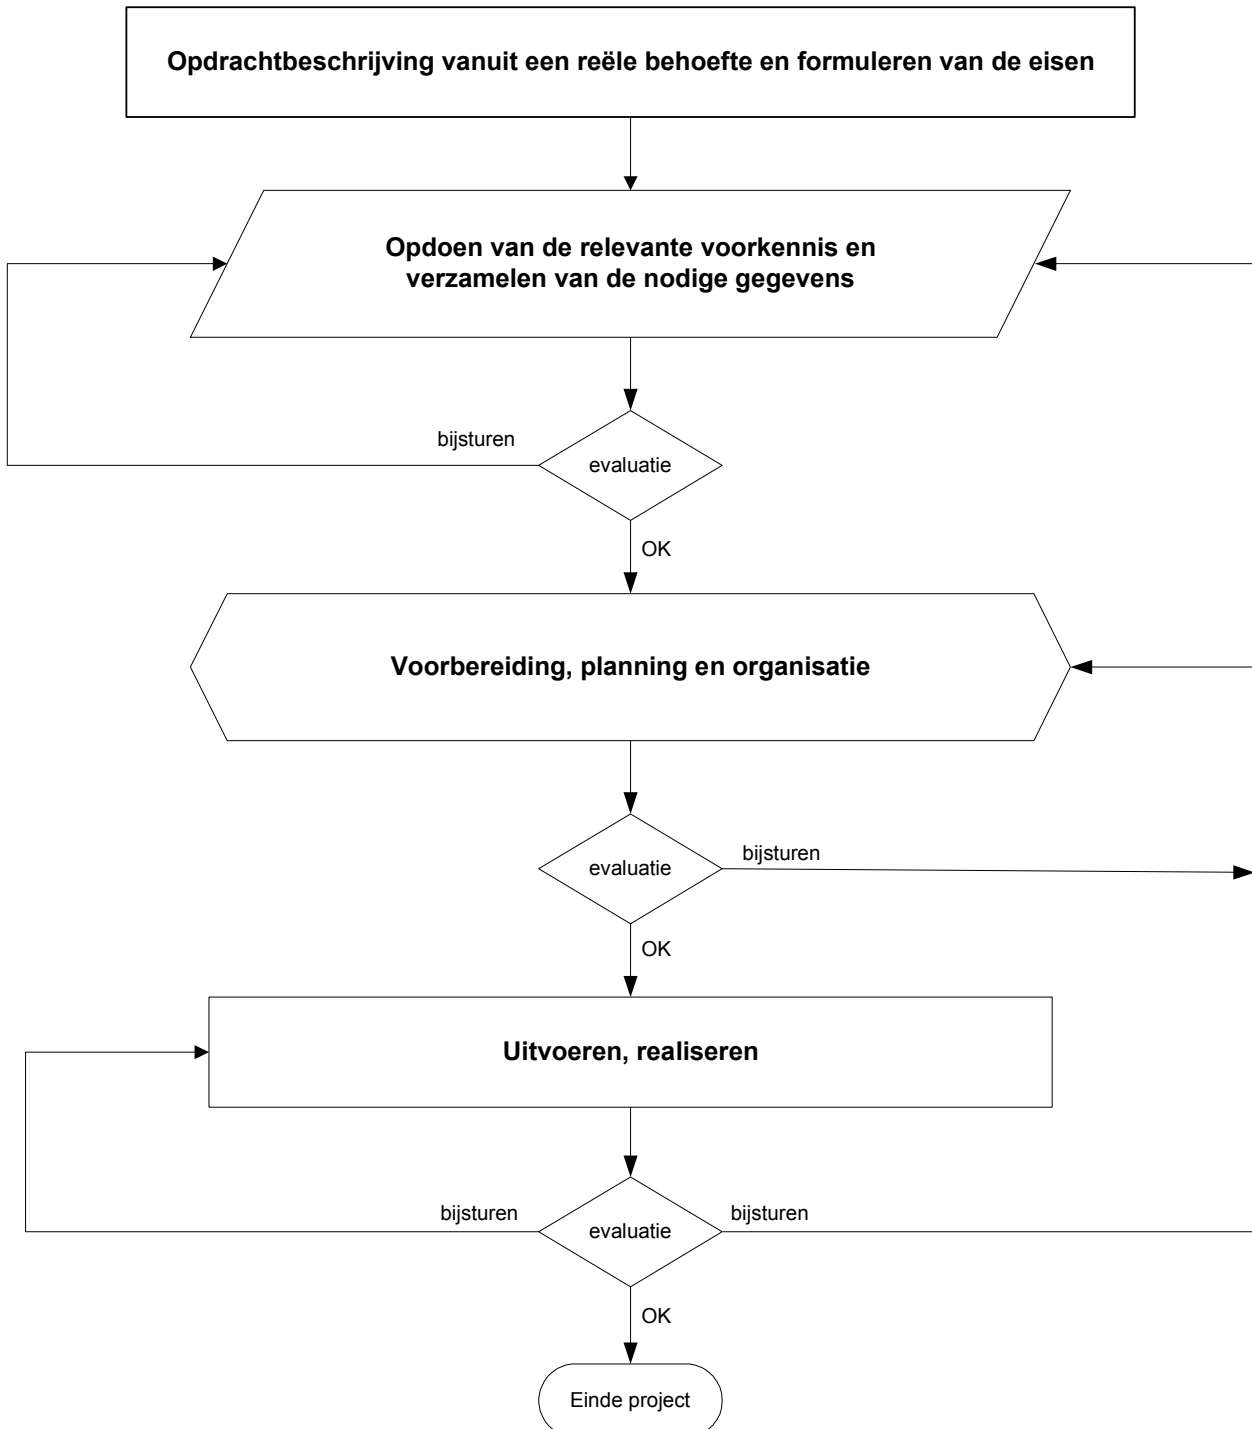 Opdrachtbeschrijving vanuit een reële behoefte en formuleren van de eisen
Opdoen van de relevante voorkennis en
verzamelen van de nodige gegevens
bijsturen
evaluatie
OK
Voorbereiding, planning en organisatie
evaluatie
bijsturen
OK
Uitvoeren, realiseren
bijsturen
evaluatie
bijsturen
OK
Einde project